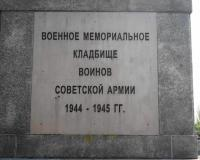 ВОЕННОЕ МЕМОРИАЛЬНОЕ
КЛАДБИЩЕ
ВОИНОВ
СОВЕТСКОЙ АРМИИ
1944 - 1945 ГГ.